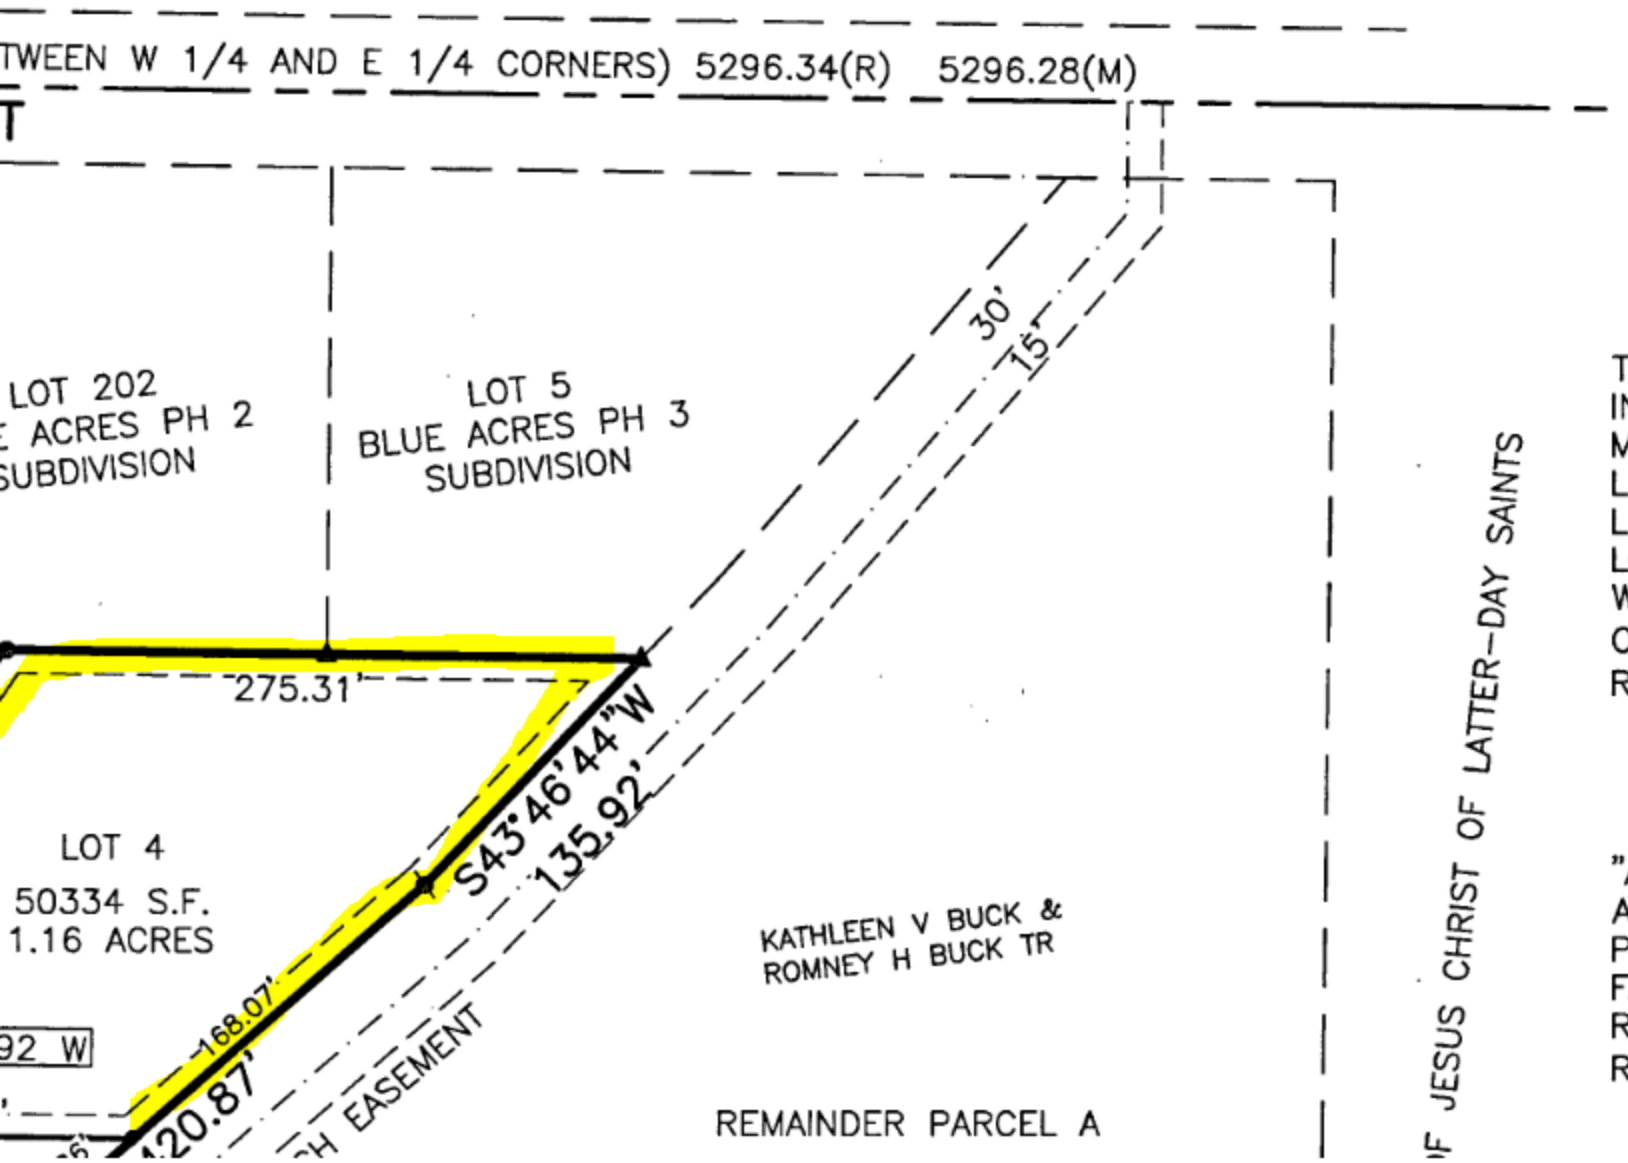 TWEEN W 1/4 AND E 1/4 CORNERS) 5296.34(R) 5296.28(M)
T
30'
15'
LOT 202
E ACRES PH 2
SUBDIVISION
LOT 5
BLUE ACRES PH 3
SUBDIVISION
275.31'
S43°46'44"W
135.92'
LOT 4
50334 S.F.
1.16 ACRES
168.07'
92 W
420.87'
CH EASEMENT
KATHLEEN V BUCK &
ROMNEY H BUCK TR
REMAINDER PARCEL A
OF JESUS CHRIST OF LATTER-DAY SAINTS
T
IN
M
L
L
L
W
O
R
"A
A
P
F
R
R